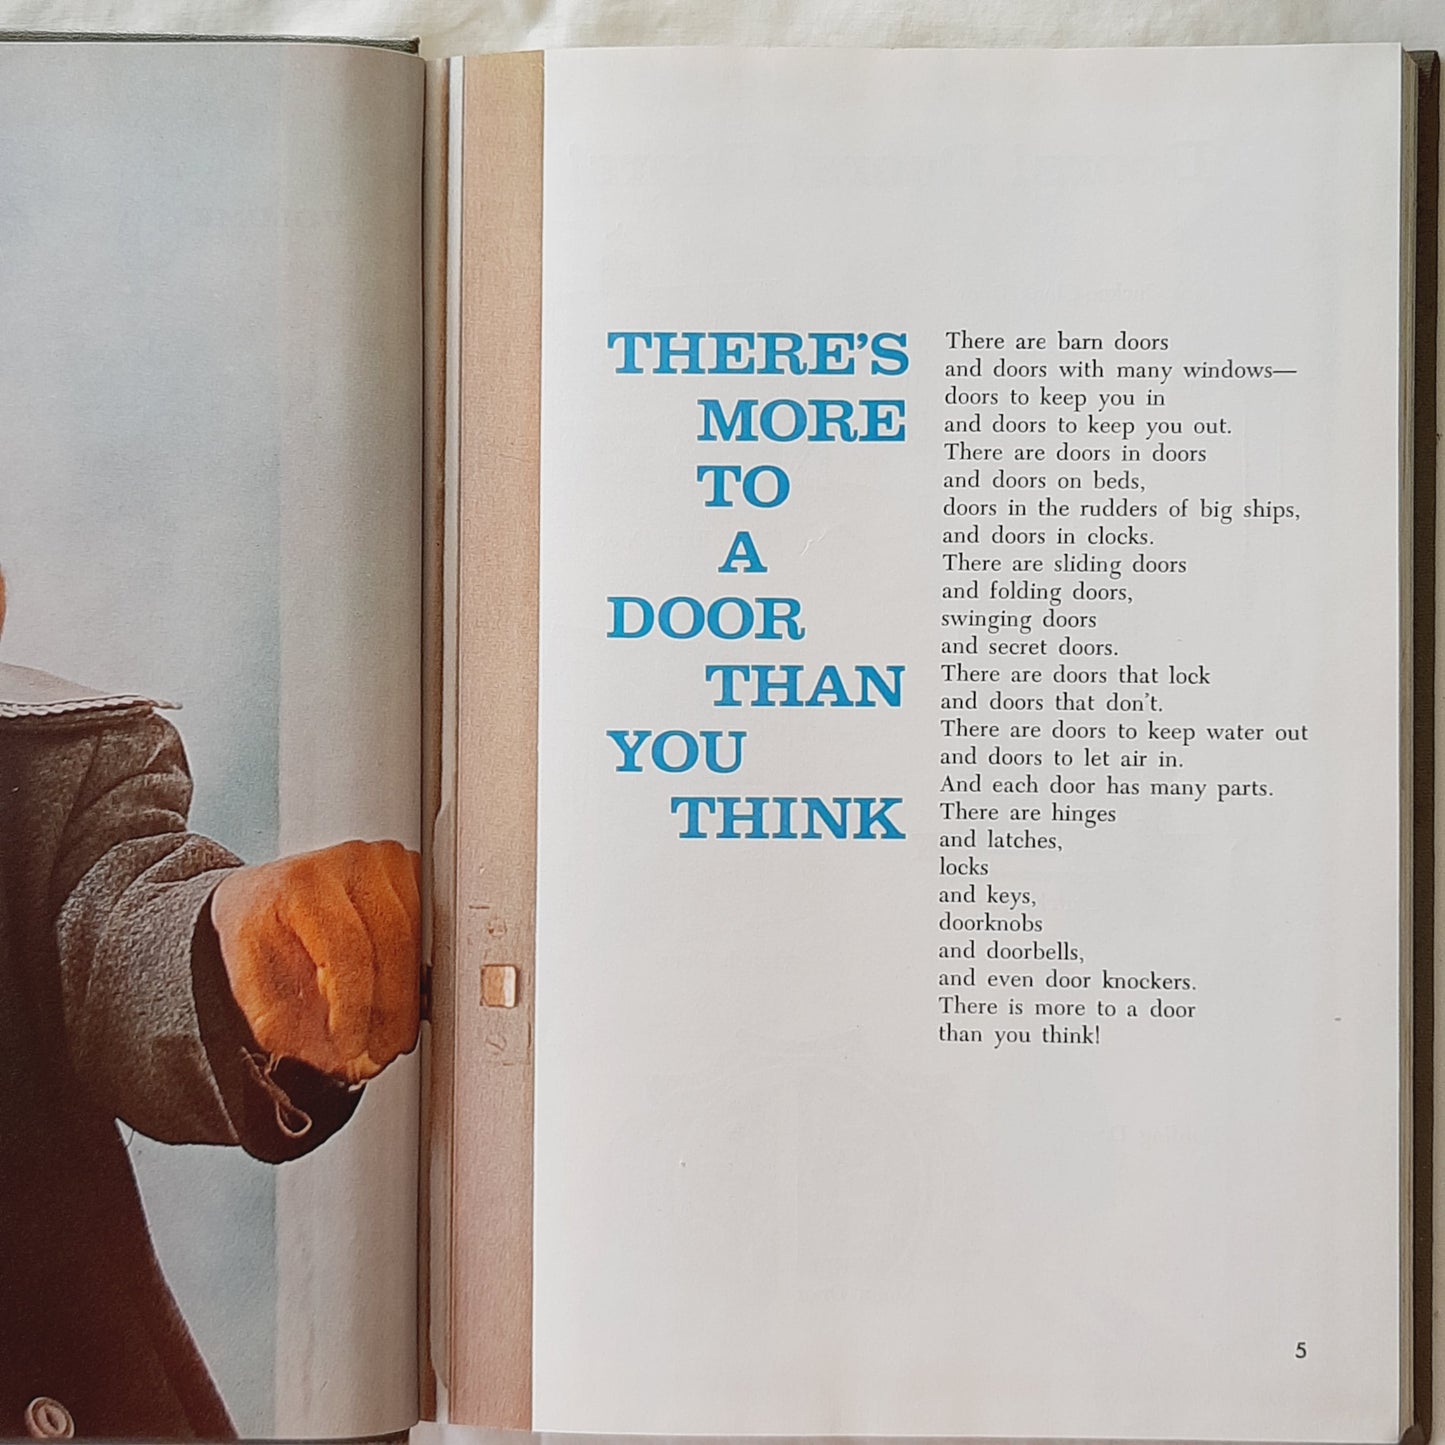 THERE'S
MORE
TO
A
DOOR
THAN
YOU
THINK
There are barn doors
and doors with many windows—
doors to keep you in
and doors to keep you out.
There are doors in doors
and doors on beds,
doors in the rudders of big ships,
and doors in clocks.
There are sliding doors
and folding doors,
swinging doors
and secret doors.
There are doors that lock
and doors that don't.
There are doors to keep water out
and doors to let air in.
And each door has many parts.
There are hinges
and latches,
locks
and keys,
doorknobs
and doorbells,
and even door knockers.
There is more to a door
than you think!
5